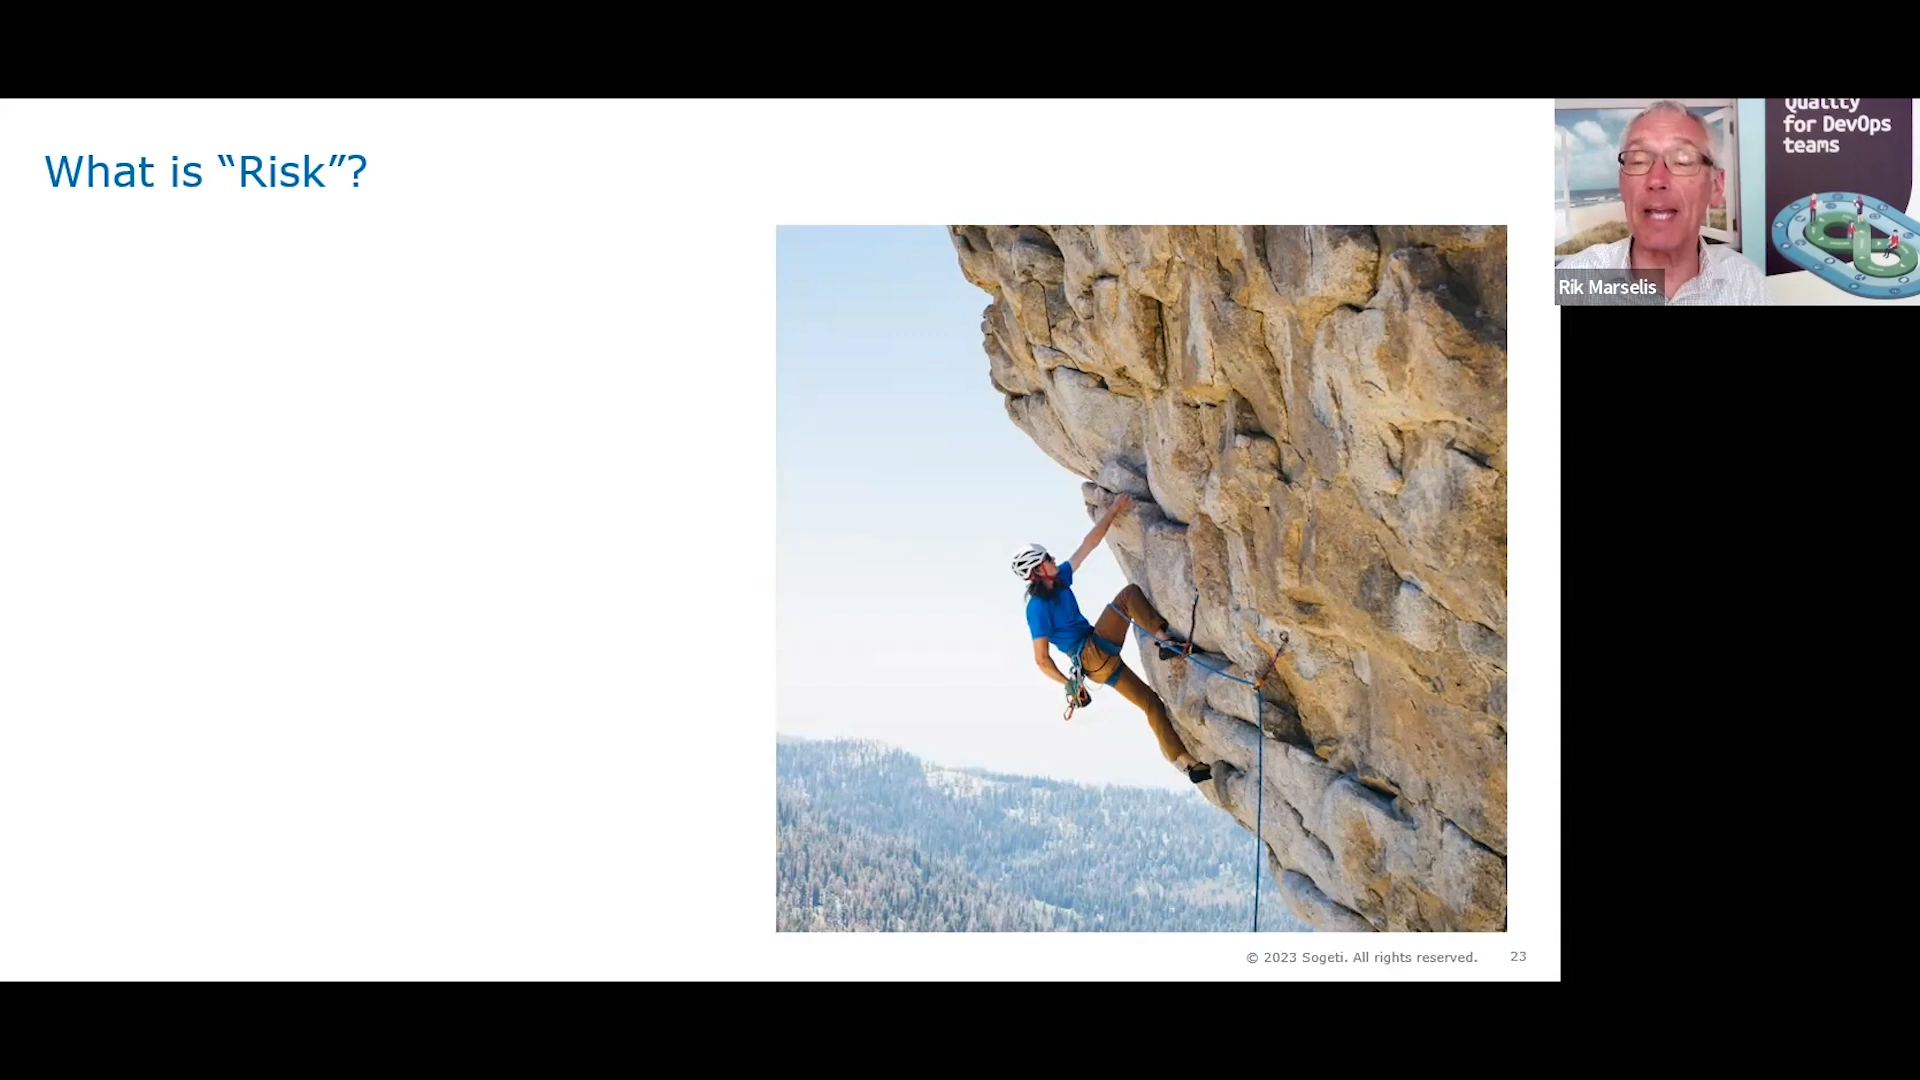 What is “Risk”?
Quality
for DevOps
teams
Rik Marselis
© 2023 Sogeti. All rights reserved.
23